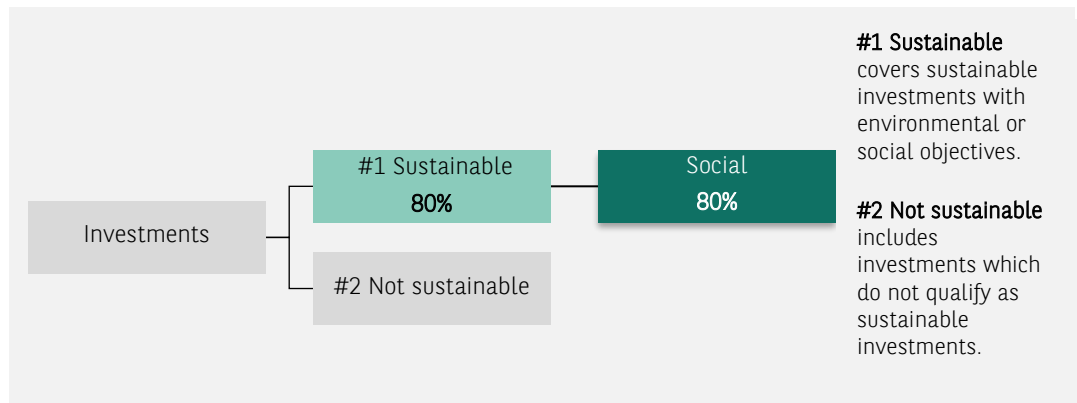 Investments
#1 Sustainable
80%
#2 Not sustainable
Social
80%
#1 Sustainable
covers sustainable
investments with
environmental or
social objectives.
#2 Not sustainable
includes
investments which
do not qualify as
sustainable
investments.